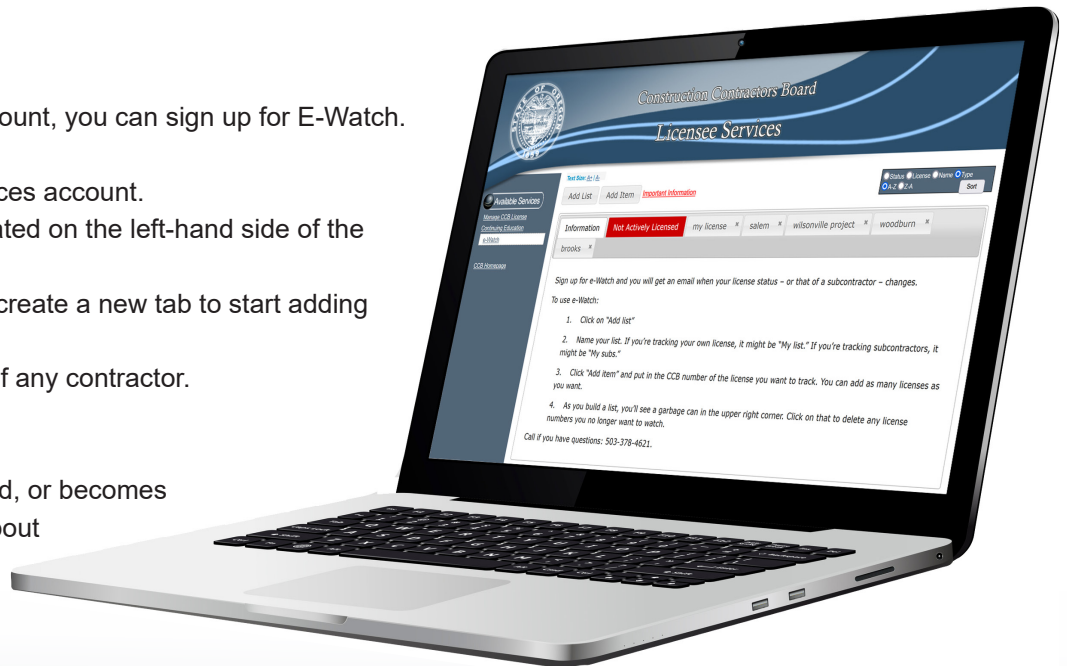 ount, you can sign up for E-Watch.
ces account.
ated on the left-hand side of the
create a new tab to start adding
f any contractor.
d, or becomes
bout
STATE OF OREGON
Construction Contractors Board
Licensee Services
Available Services
Manage CCB License
Continuing Education
e-Watch
CCB Homepage
Text Size: A+ | A-
Add List Add Item Important Information
Status License Name Type
A-Z Z-A Sort
Information Not Actively Licensed my license × salem × wilsonville project × woodburn ×
brooks ×
Sign up for e-Watch and you will get an email when your license status – or that of a subcontractor – changes.
To use e-Watch:
1. Click on "Add list"
2. Name your list. If you're tracking your own license, it might be "My list." If you're tracking subcontractors, it
might be "My subs."
3. Click "Add item" and put in the CCB number of the license you want to track. You can add as many licenses as
you want.
4. As you build a list, you'll see a garbage can in the upper right corner. Click on that to delete any license
numbers you no longer want to watch.
Call if you have questions: 503-378-4621.